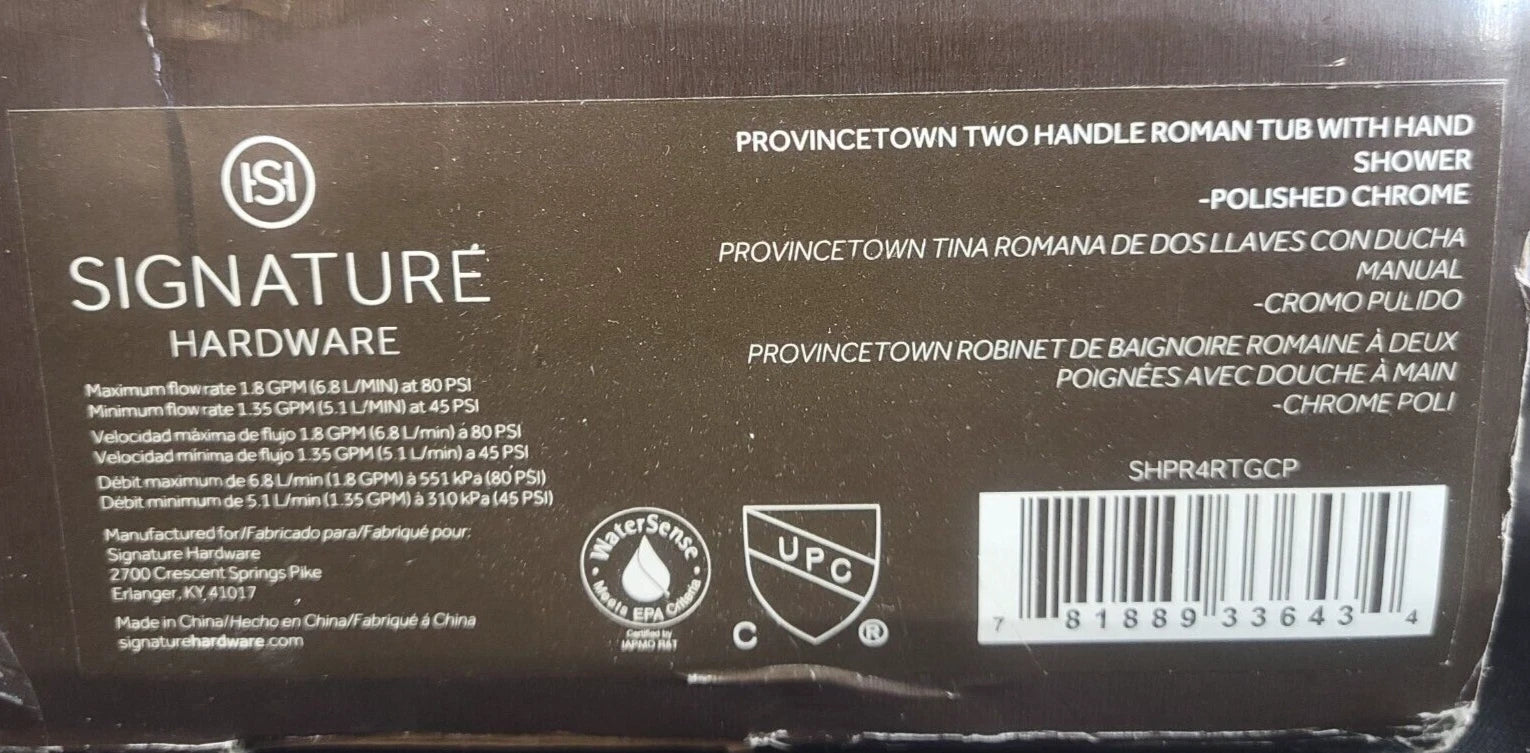 SH
SIGNATURE
HARDWARE
Maximum flow rate 1.8 GPM (6.8 L/MIN) at 80 PSI
Minimum flow rate 1.35 GPM (5.1 L/MIN) at 45 PSI
Velocidad máxima de flujo 1.8 GPM (6.8 L/min) a 80 PSI
Velocidad mínima de flujo 1.35 GPM (5.1 L/min) a 45 PSI
Débit maximum de 6.8 L/min (1.8 GPM) à 551 kPa (80 PSI)
Débit minimum de 5.1 L/min (1.35 GPM) à 310 kPa (45 PSI)
Manufactured for/Fabricado para/Fabriqué pour:
Signature Hardware
2700 Crescent Springs Pike
Erlanger, KY 41017
Made in China/Hecho en China/Fabriqué à China
signaturehardware.com
WaterSense
Meets EPA Criteria
Certified by
IAPMO R&T
UPC
C ®
PROVINCETOWN TWO HANDLE ROMAN TUB WITH HAND
SHOWER
-POLISHED CHROME
PROVINCETOWN TINA ROMANA DE DOS LLAVES CON DUCHA
MANUAL
-CROMO PULIDO
PROVINCETOWN ROBINET DE BAIGNOIRE ROMAINE À DEUX
POIGNÉES AVEC DOUCHE À MAIN
-CHROME POLI
SHPR4RTGCP
7 81889 33643 4